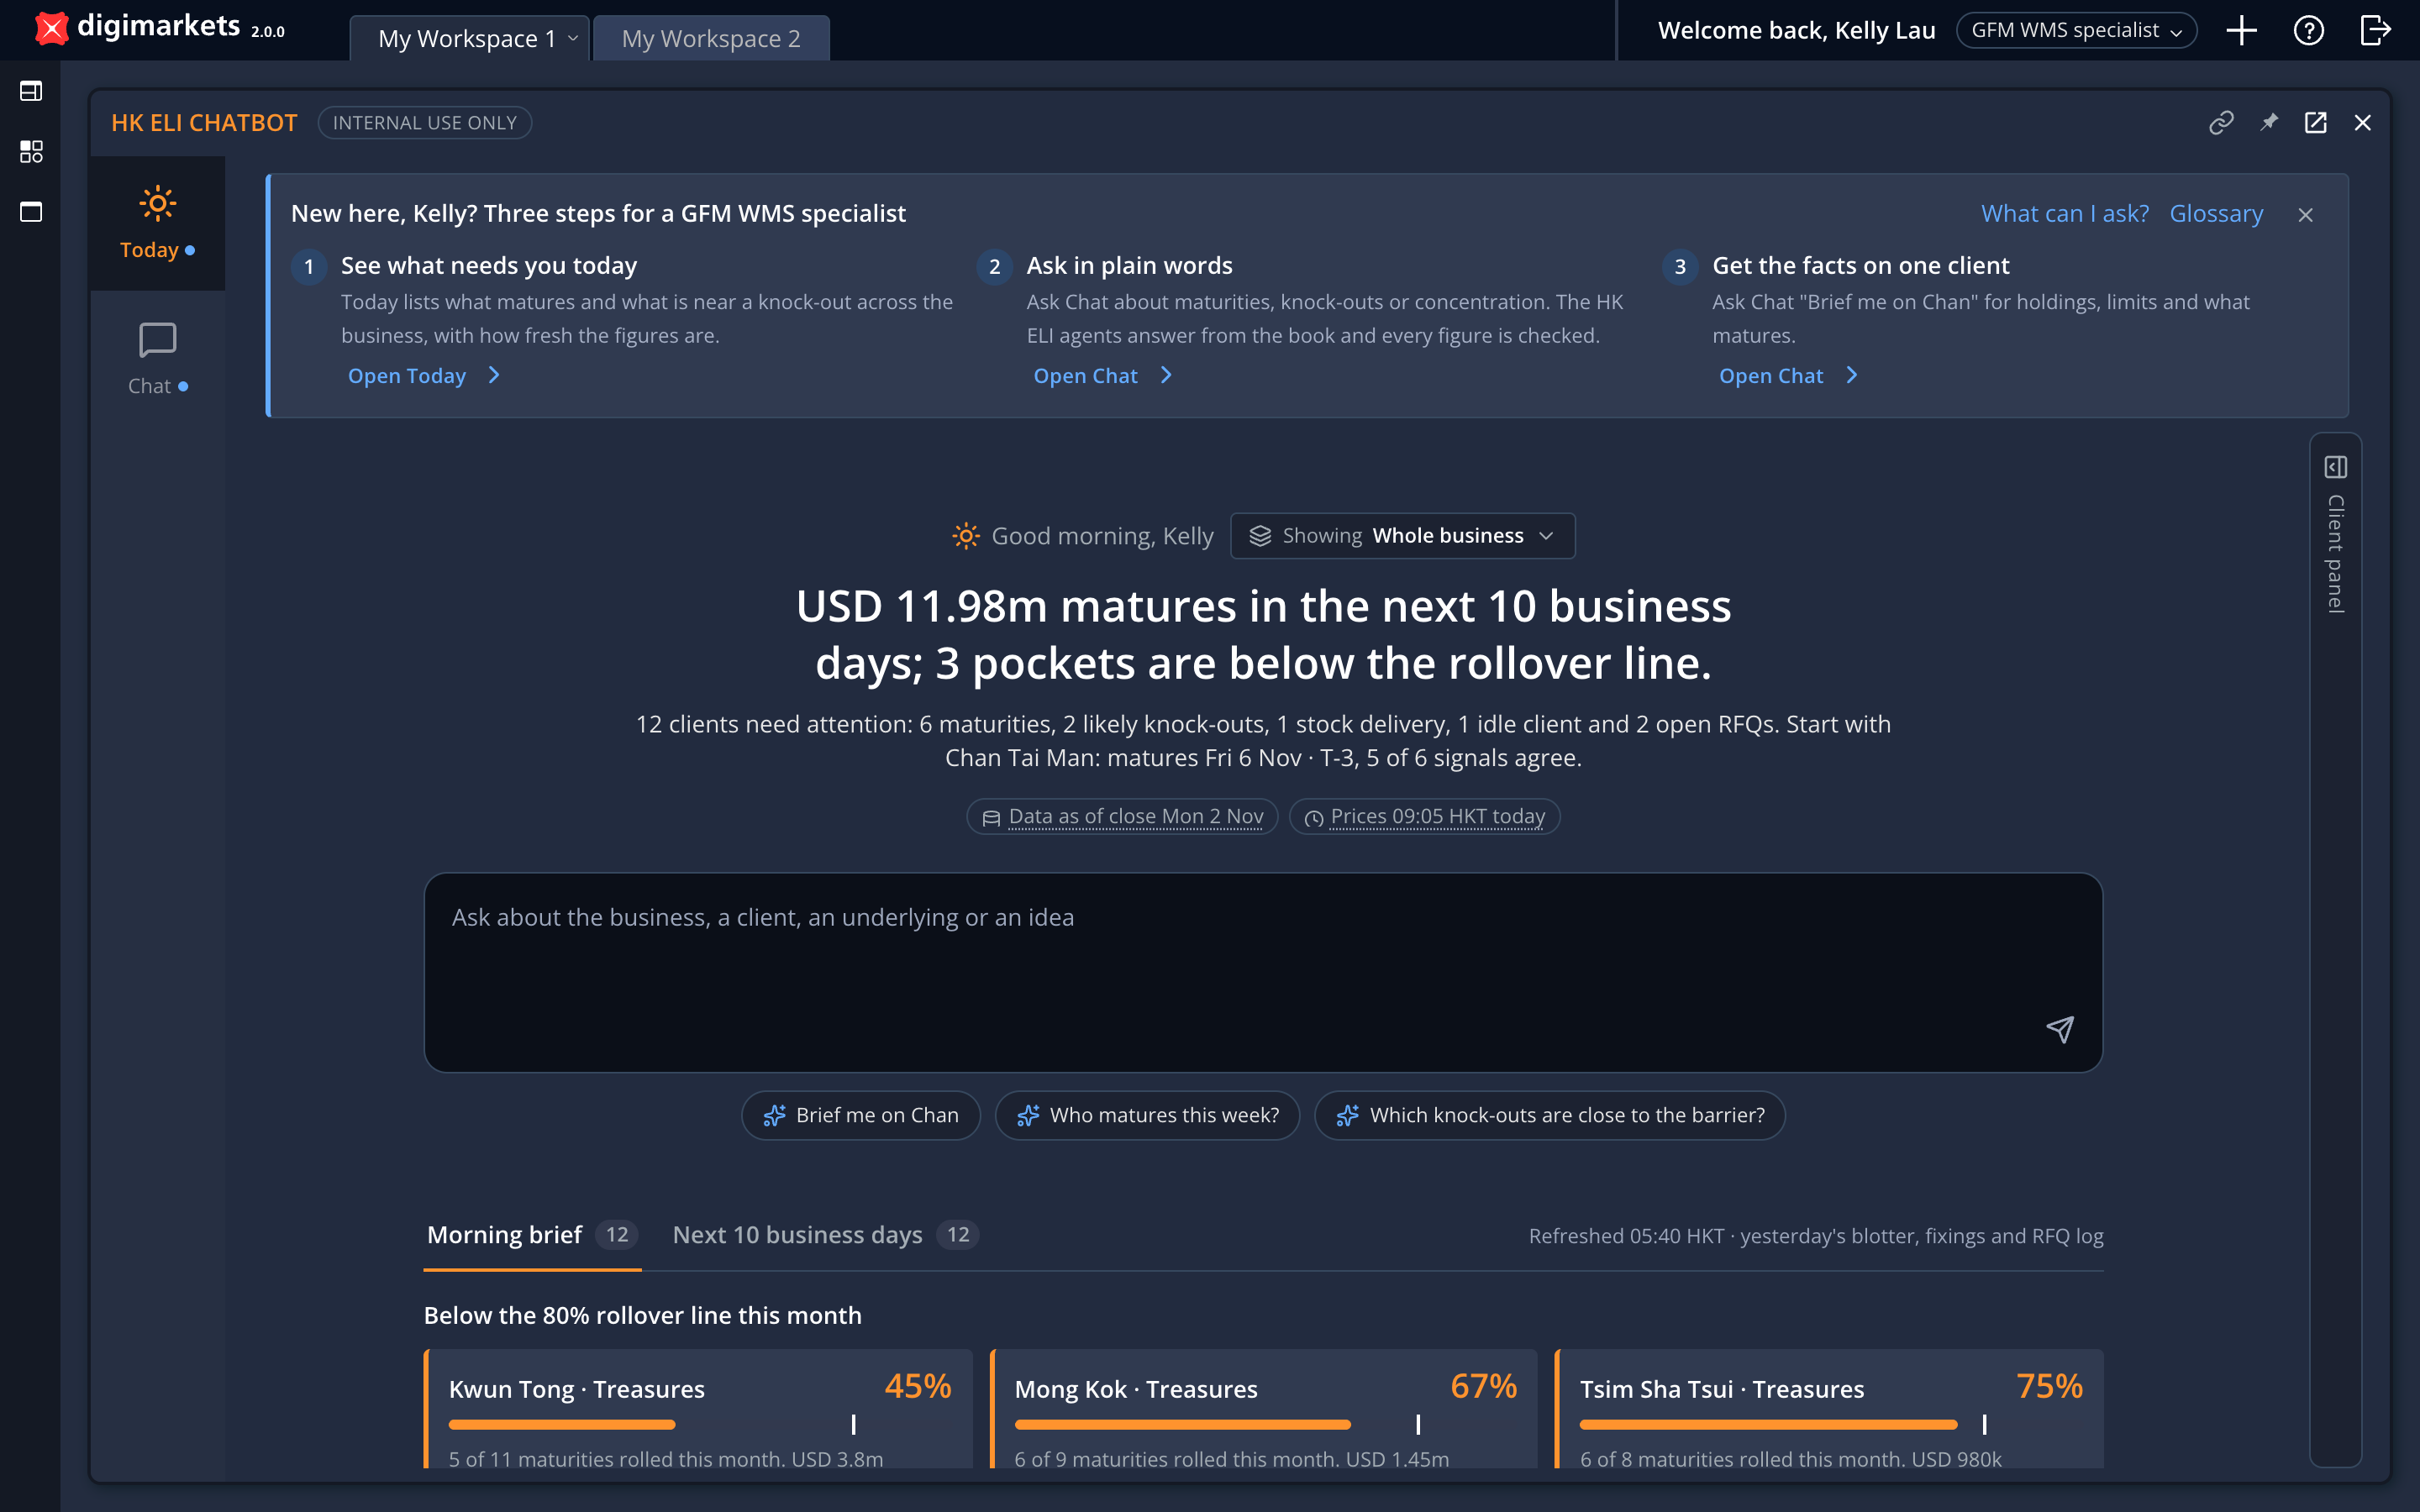 digimarkets 2.0.0
My Workspace 1
My Workspace 2
Welcome back, Kelly Lau
GFM WMS specialist
HK ELI CHATBOT
INTERNAL USE ONLY
Today
Chat
New here, Kelly? Three steps for a GFM WMS specialist
What can I ask?
Glossary
1
See what needs you today
Today lists what matures and what is near a knock-out across the
business, with how fresh the figures are.
Open Today
2
Ask in plain words
Ask Chat about maturities, knock-outs or concentration. The HK
ELI agents answer from the book and every figure is checked.
Open Chat
3
Get the facts on one client
Ask Chat "Brief me on Chan" for holdings, limits and what
matures.
Open Chat
Client panel
Good morning, Kelly
Showing Whole business
USD 11.98m matures in the next 10 business
days; 3 pockets are below the rollover line.
12 clients need attention: 6 maturities, 2 likely knock-outs, 1 stock delivery, 1 idle client and 2 open RFQs. Start with
Chan Tai Man: matures Fri 6 Nov · T-3, 5 of 6 signals agree.
Data as of close Mon 2 Nov
Prices 09:05 HKT today
Ask about the business, a client, an underlying or an idea
Brief me on Chan
Who matures this week?
Which knock-outs are close to the barrier?
Morning brief 12
Next 10 business days 12
Refreshed 05:40 HKT · yesterday's blotter, fixings and RFQ log
Below the 80% rollover line this month
Kwun Tong · Treasures 45%
5 of 11 maturities rolled this month. USD 3.8m
Mong Kok · Treasures 67%
6 of 9 maturities rolled this month. USD 1.45m
Tsim Sha Tsui · Treasures 75%
6 of 8 maturities rolled this month. USD 980k